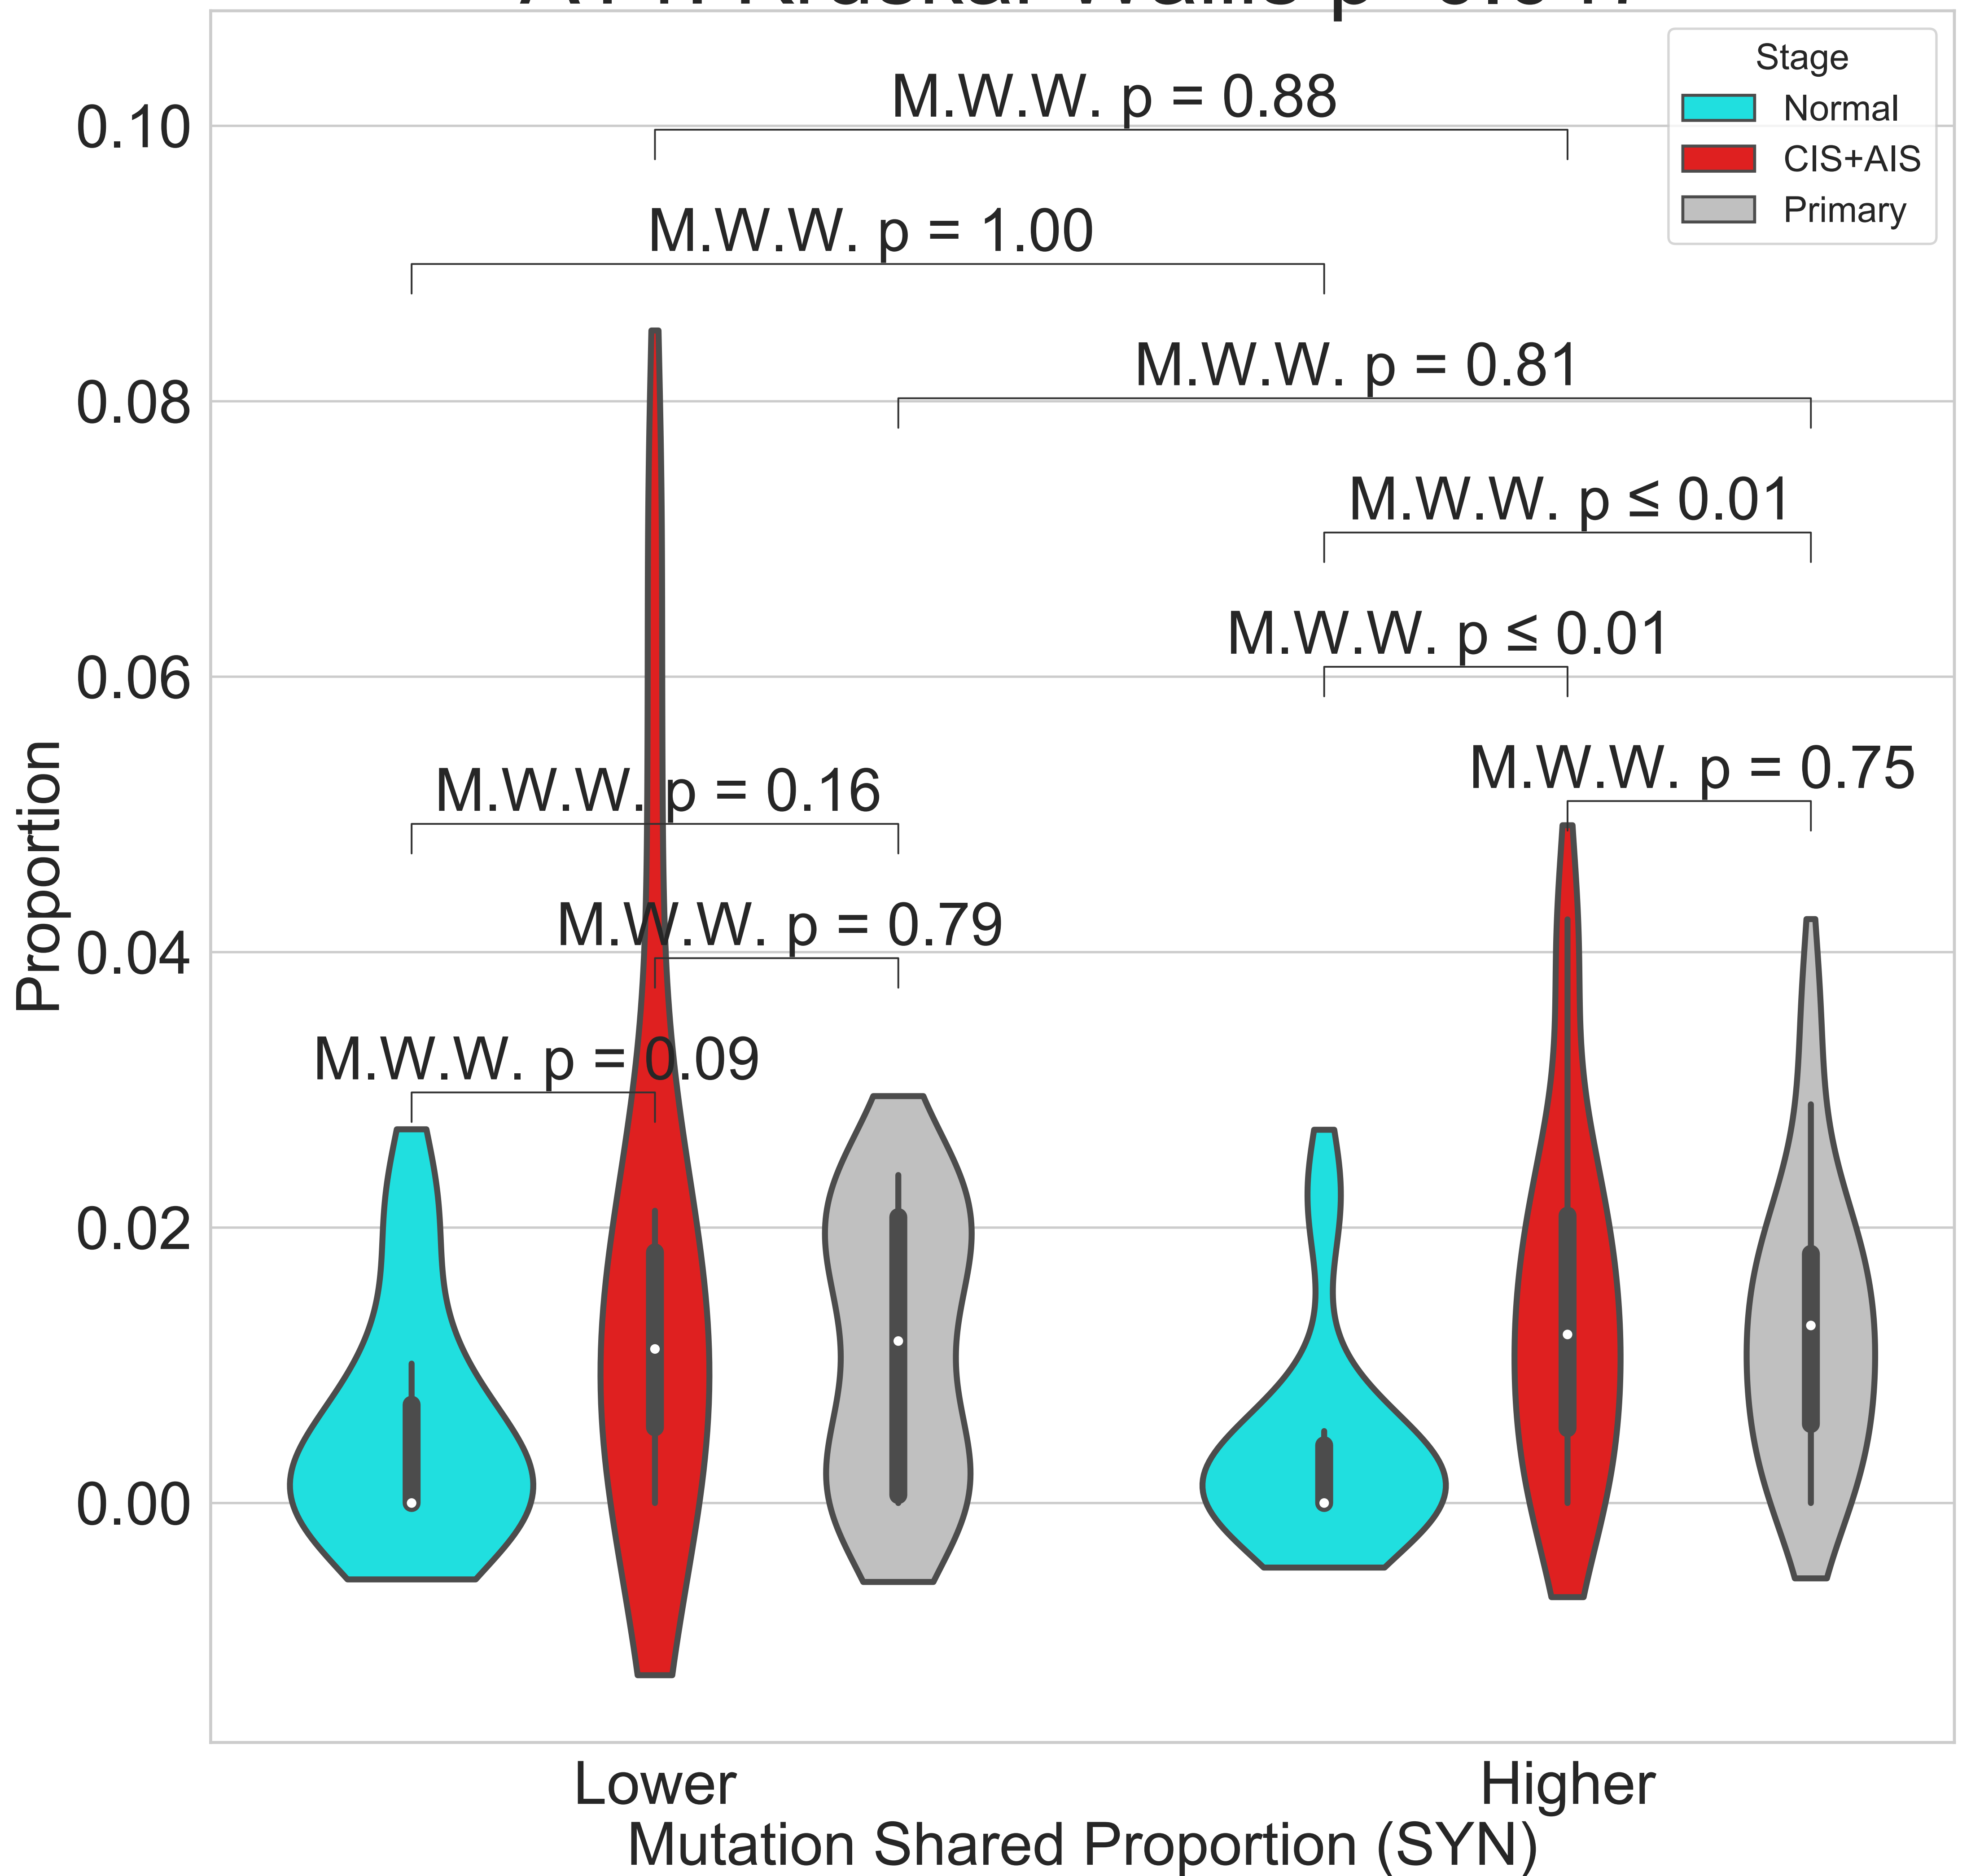 Stage
Normal
CIS+AIS
Primary
M.W.W. p = 0.88
M.W.W. p = 1.00
M.W.W. p = 0.81
M.W.W. p ≤ 0.01
M.W.W. p ≤ 0.01
M.W.W. p = 0.75
M.W.W. p = 0.16
M.W.W. p = 0.79
M.W.W. p = 0.09
0.10
0.08
0.06
0.04
0.02
0.00
Proportion
Lower
Higher
Mutation Shared Proportion (SYN)